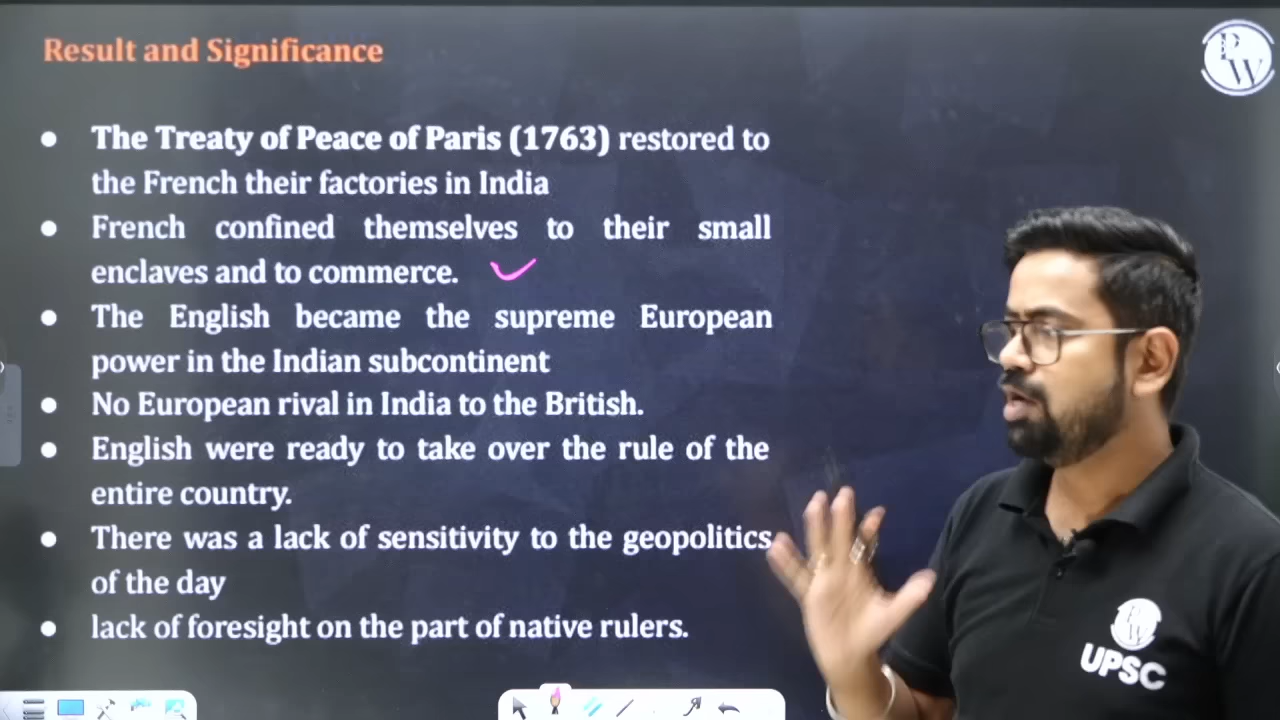 Result and Significance
PW
● The Treaty of Peace of Paris (1763) restored to
the French their factories in India
● French confined themselves to their small
enclaves and to commerce.
● The English became the supreme European
power in the Indian subcontinent
● No European rival in India to the British.
● English were ready to take over the rule of the
entire country.
● There was a lack of sensitivity to the geopolitics
of the day
● lack of foresight on the part of native rulers.
PW
UPSC